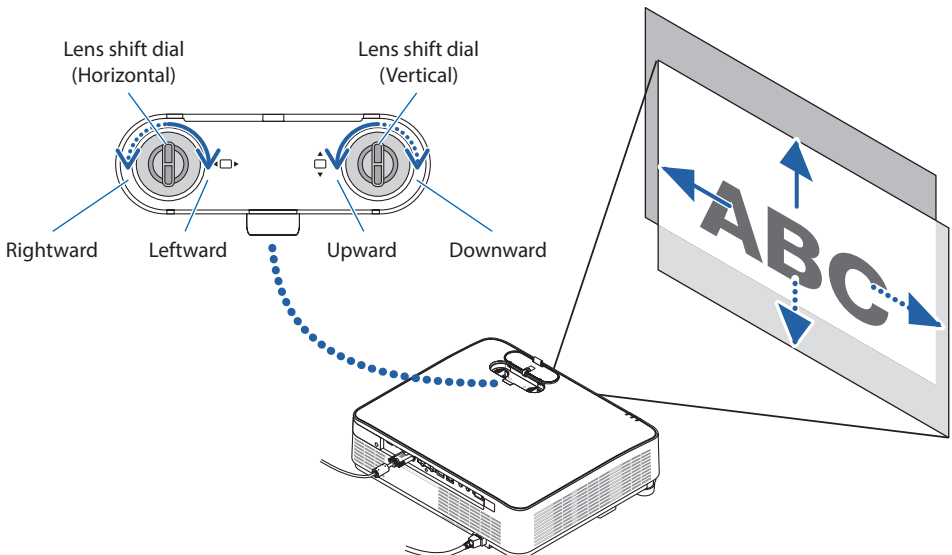 Lens shift dial
(Horizontal)
Lens shift dial
(Vertical)
Rightward
Leftward
Upward
Downward
ABC